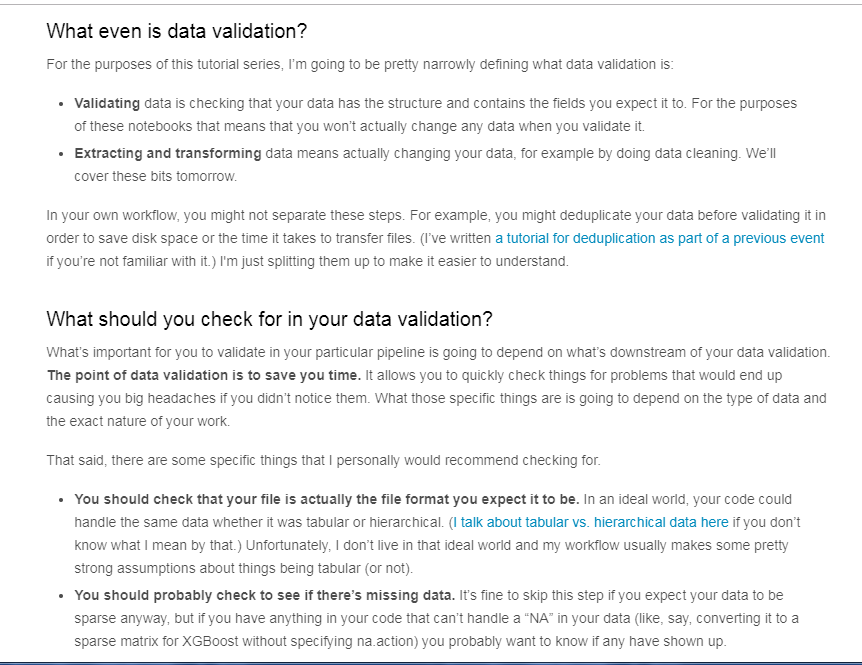 What even is data validation?
For the purposes of this tutorial series, I’m going to be pretty narrowly defining what data validation is:
• Validating data is checking that your data has the structure and contains the fields you expect it to. For the purposes
of these notebooks that means that you won’t actually change any data when you validate it.
• Extracting and transforming data means actually changing your data, for example by doing data cleaning. We’ll
cover these bits tomorrow.
In your own workflow, you might not separate these steps. For example, you might deduplicate your data before validating it in
order to save disk space or the time it takes to transfer files. (I’ve written a tutorial for deduplication as part of a previous event
if you’re not familiar with it.) I'm just splitting them up to make it easier to understand.
What should you check for in your data validation?
What’s important for you to validate in your particular pipeline is going to depend on what’s downstream of your data validation.
The point of data validation is to save you time. It allows you to quickly check things for problems that would end up
causing you big headaches if you didn’t notice them. What those specific things are is going to depend on the type of data and
the exact nature of your work.
That said, there are some specific things that I personally would recommend checking for.
• You should check that your file is actually the file format you expect it to be. In an ideal world, your code could
handle the same data whether it was tabular or hierarchical. (I talk about tabular vs. hierarchical data here if you don’t
know what I mean by that.) Unfortunately, I don’t live in that ideal world and my workflow usually makes some pretty
strong assumptions about things being tabular (or not).
• You should probably check to see if there’s missing data. It’s fine to skip this step if you expect your data to be
sparse anyway, but if you have anything in your code that can’t handle a “NA” in your data (like, say, converting it to a
sparse matrix for XGBoost without specifying na.action) you probably want to know if any have shown up.